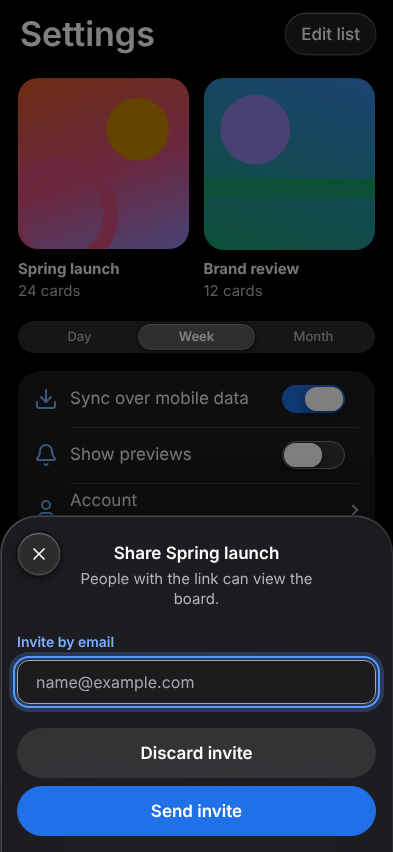 Settings
Edit list
Spring launch
24 cards
Brand review
12 cards
Day
Week
Month
Sync over mobile data
Show previews
Account
Share Spring launch
People with the link can view the
board.
Invite by email
name@example.com
Discard invite
Send invite